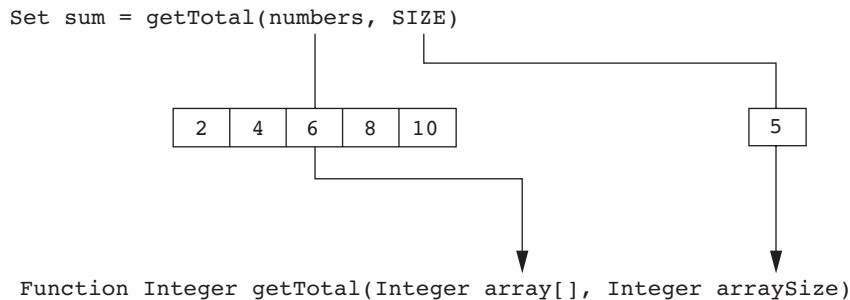 Set sum = getTotal(numbers, SIZE)
2 4 6 8 10 5
Function Integer getTotal(Integer array[], Integer arraySize)